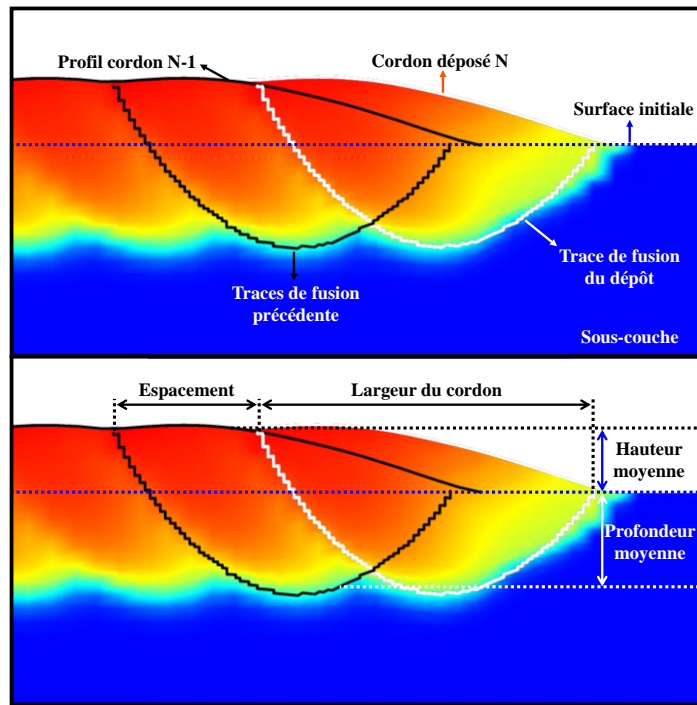 Profil cordon N-1
Cordon déposé N
Surface initiale
Traces de fusion
précédente
Trace de fusion
du dépôt
Sous-couche
Espacement
Largeur du cordon
Hauteur
moyenne
Profondeur
moyenne